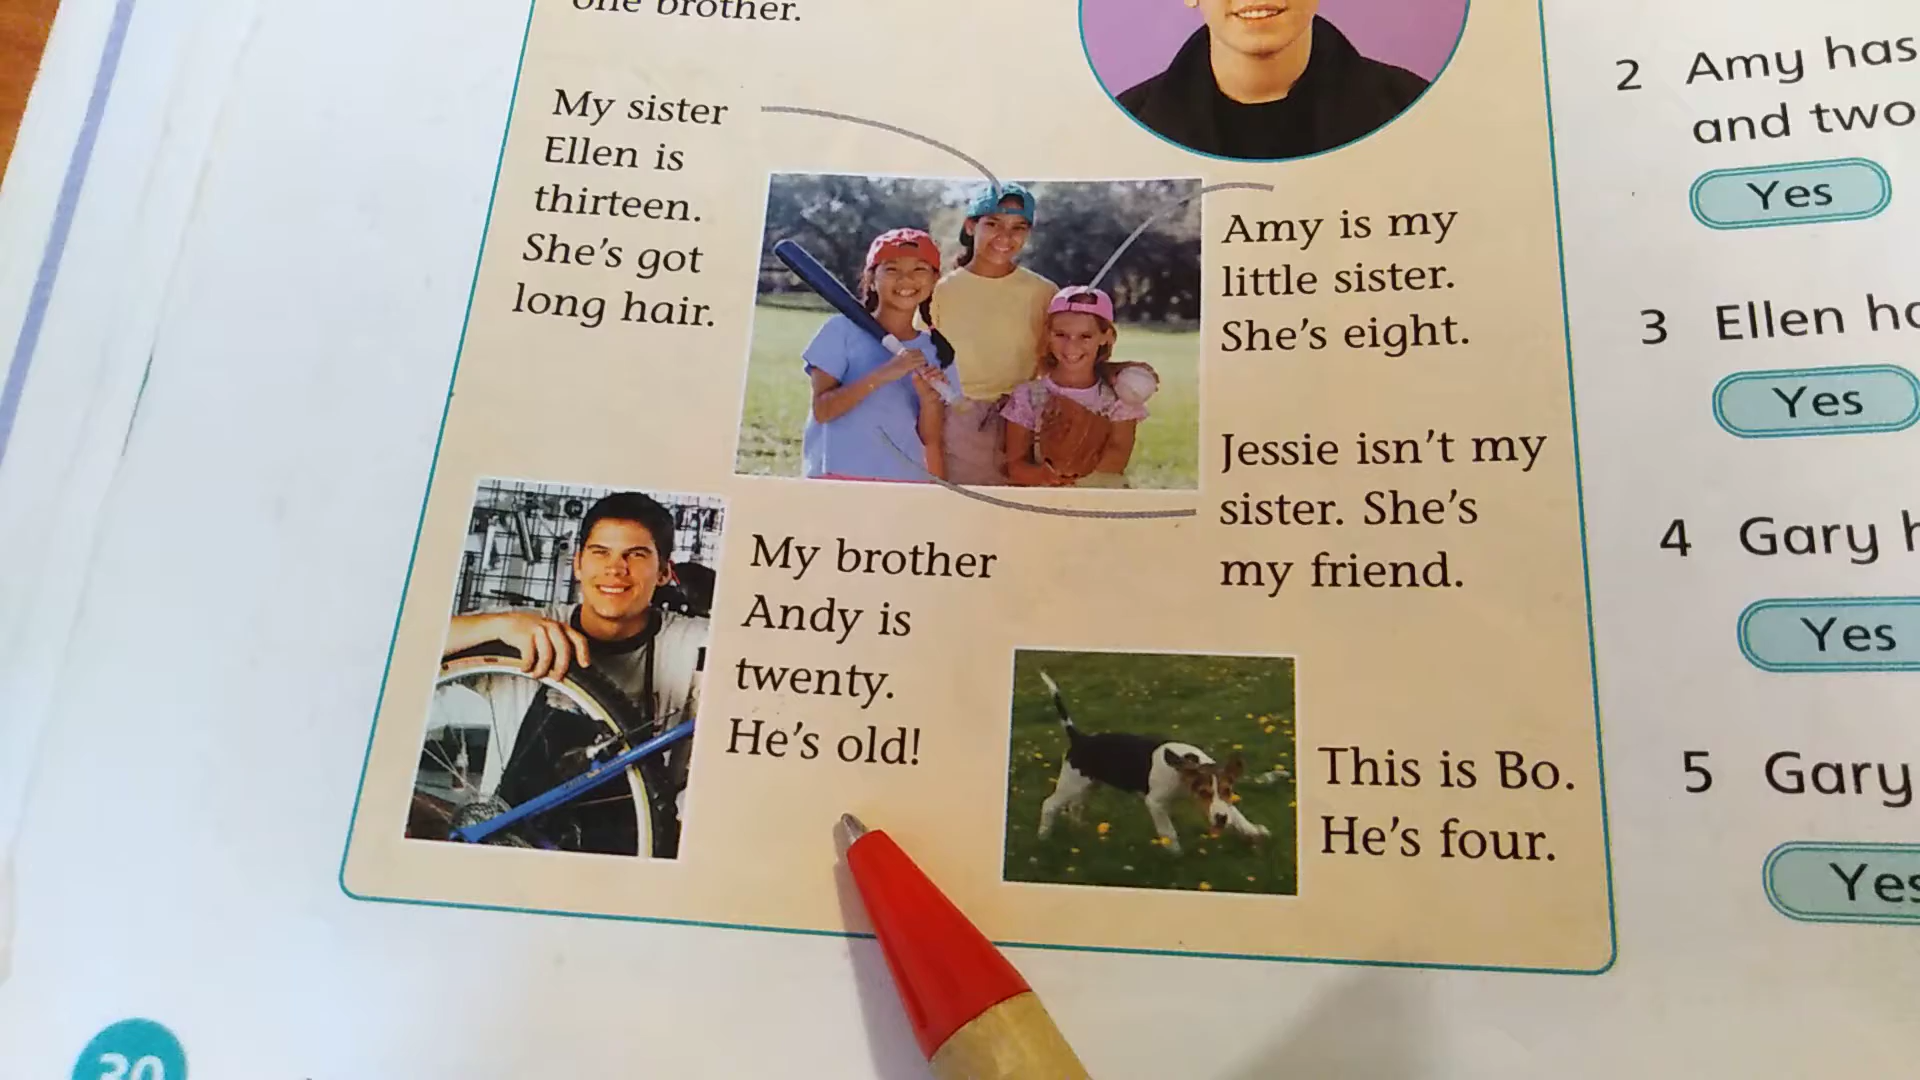 one brother.
My sister
Ellen is
thirteen.
She's got
long hair.
Amy is my
little sister.
She's eight.
Jessie isn't my
sister. She's
my friend.
My brother
Andy is
twenty.
He's old!
This is Bo.
He's four.
2 Amy has
and two
Yes
3 Ellen
Yes
4 Gary
Yes
5 Gary
Yes
30